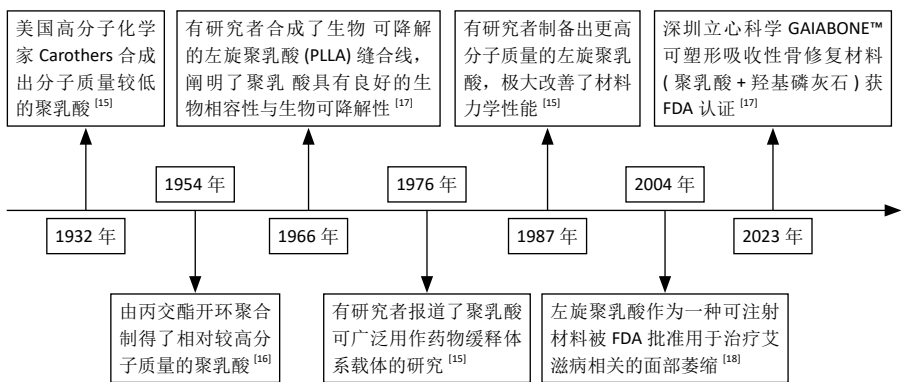 美国高分子化学
家 Carothers 合成
出分子质量较低
的聚乳酸 [15]
有研究者合成了生物 可降解
的左旋聚乳酸 (PLLA) 缝合线，
阐明了聚乳 酸具有良好的生
物相容性与生物可降解性 [17]
有研究者制备出更高
分子质量的左旋聚乳
酸，极大改善了材料
力学性能 [15]
深圳立心科学 GAIABONE™
可塑形吸收性骨修复材料
( 聚乳酸 + 羟基磷灰石 ) 获
FDA 认证 [17]
1954 年
1976 年
2004 年
1932 年
1966 年
1987 年
2023 年
由丙交酯开环聚合
制得了相对较高分
子质量的聚乳酸 [16]
有研究者报道了聚乳酸
可广泛用作药物缓释体
系载体的研究 [15]
左旋聚乳酸作为一种可注射
材料被 FDA 批准用于治疗艾
滋病相关的面部萎缩 [18]